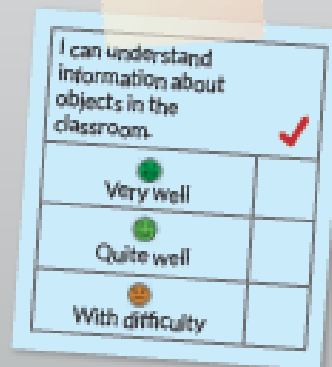 I can understand
information about
objects in the
classroom.
Very well
Quite well
With difficulty